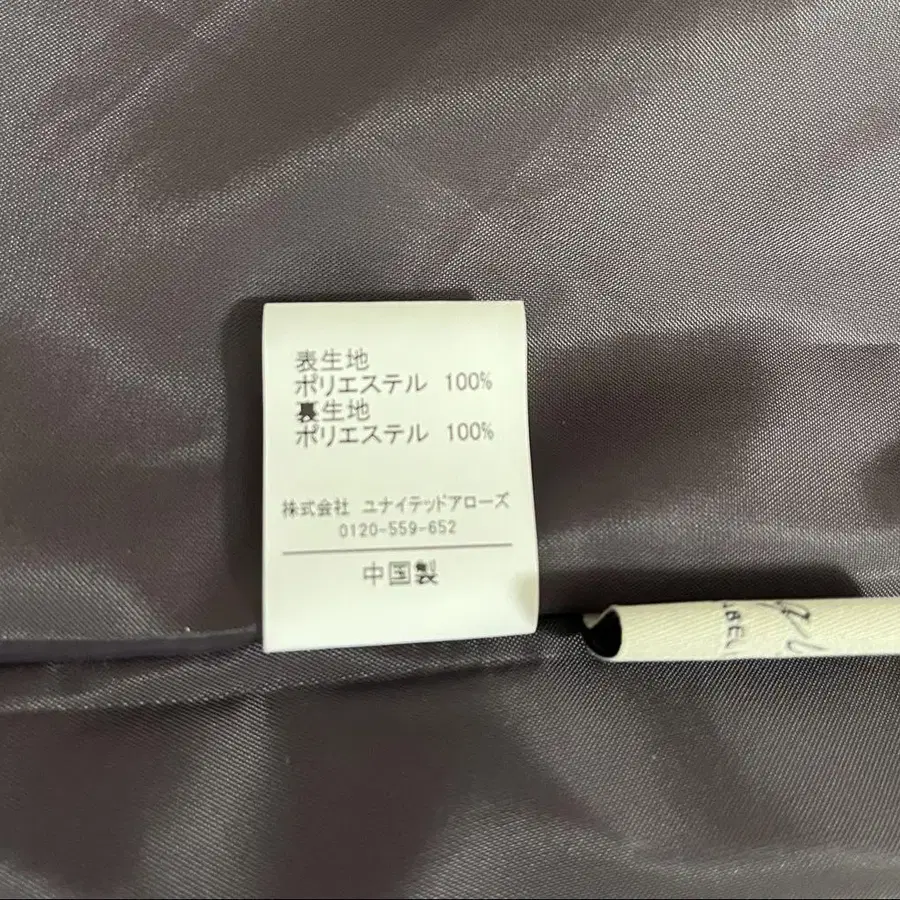 表生地
ポリエステル 100%
裏生地
ポリエステル 100%
株式会社 ユナイテッドアローズ
0120-559-652
中国製